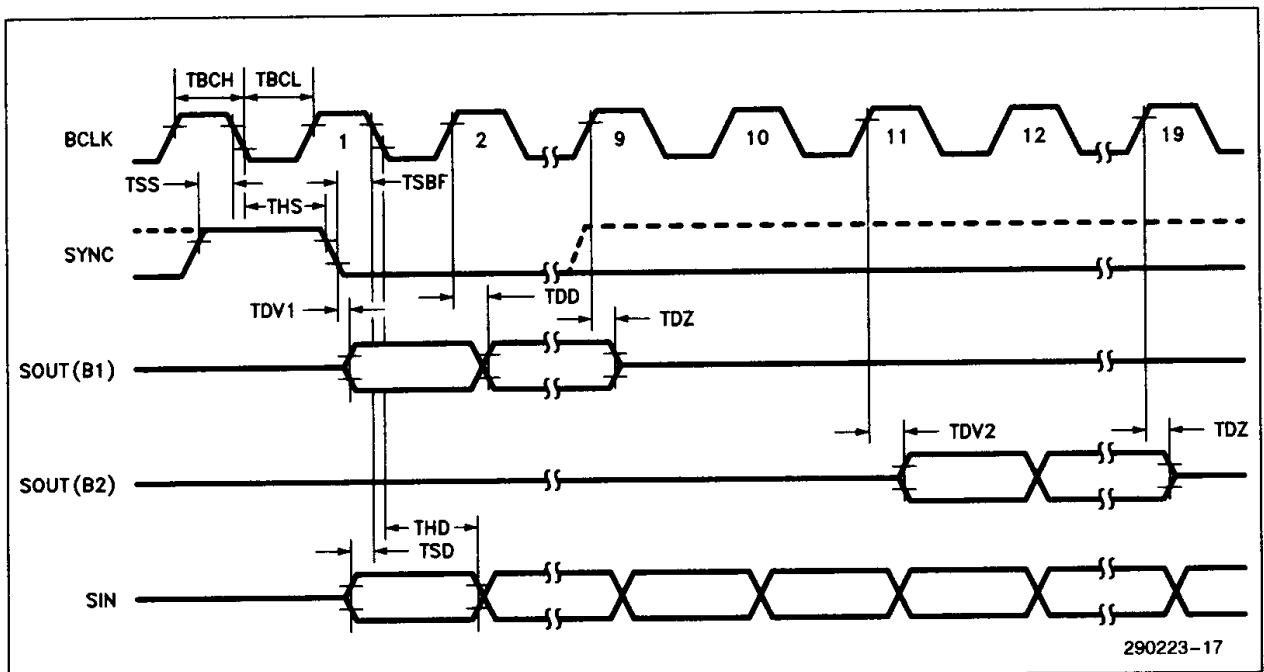 TBCH TBCL
BCLK 1 2 9 10 11 12 19
TSS TSBF
THS
SYNC
TDV1 TDD TDZ
SOUT(B1)
TDV2 TDZ
SOUT(B2)
THD
TSD
SIN
290223-17